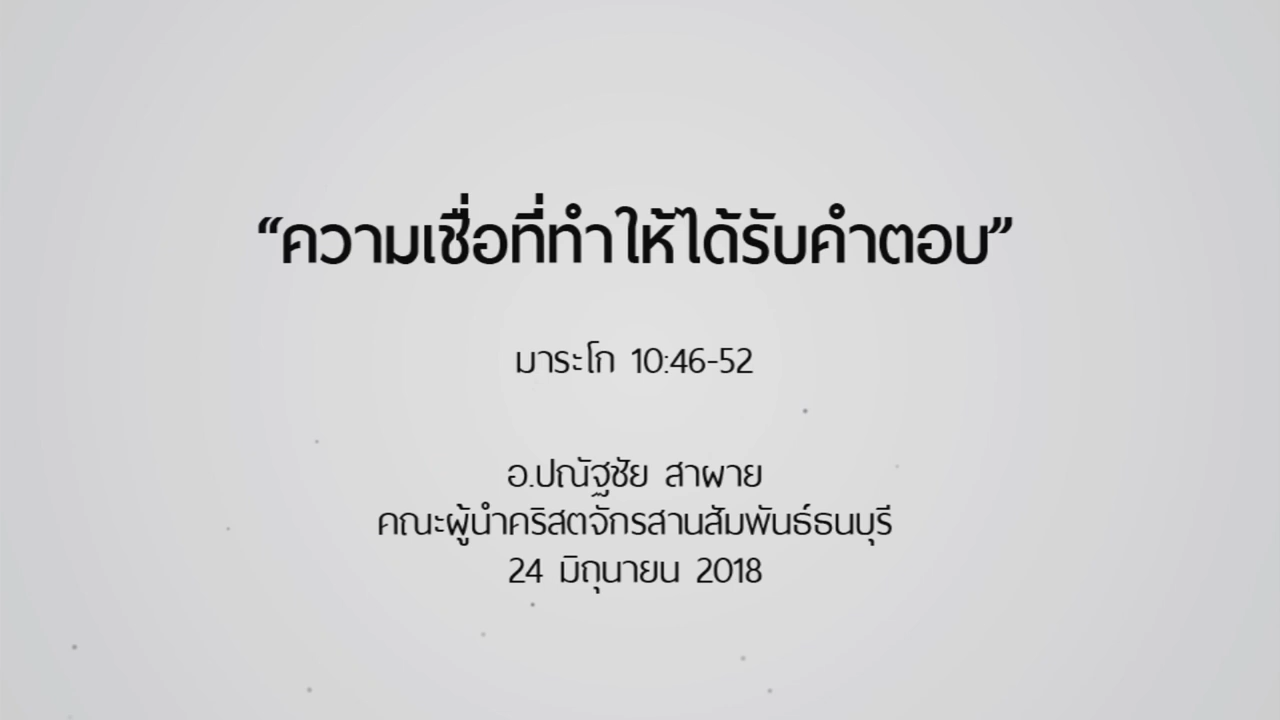 “ความเชื่อที่ทำให้ได้รับคำตอบ”
มาระโก 10:46-52
อ.ปณัฐชัย สาผาย
คณะผู้นำคริสตจักรสานสัมพันธ์ธนบุรี
24 มิถุนายน 2018